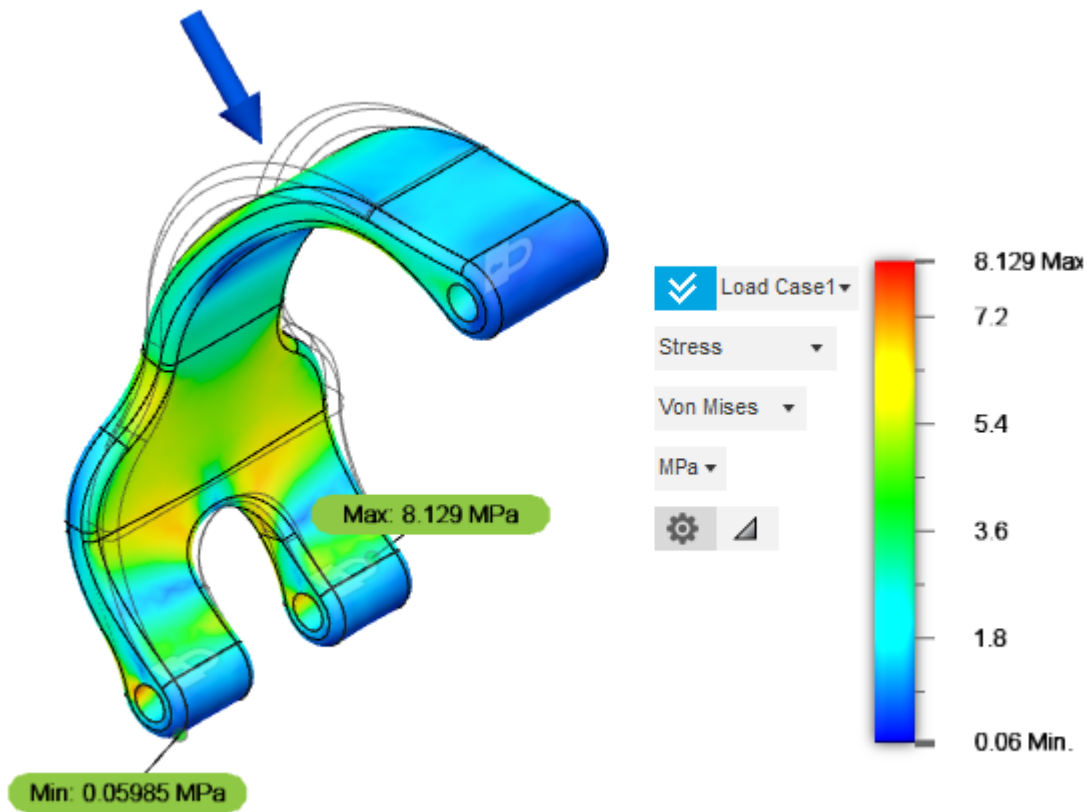 8.129 Max
Load Case1
7.2
Stress
Von Mises
5.4
MPa
Max: 8.129 MPa
3.6
1.8
0.06 Min.
Min: 0.05985 MPa